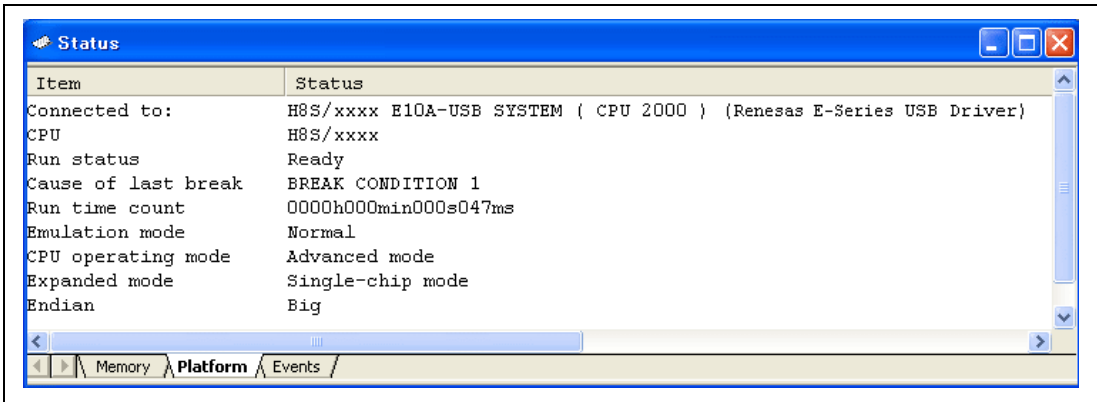 Status
Item Status
Connected to: H8S/xxxx E10A-USB SYSTEM ( CPU 2000 ) (Renesas E-Series USB Driver)
CPU H8S/xxxx
Run status Ready
Cause of last break BREAK CONDITION 1
Run time count 0000h000min000s047ms
Emulation mode Normal
CPU operating mode Advanced mode
Expanded mode Single-chip mode
Endian Big
Memory Platform Events